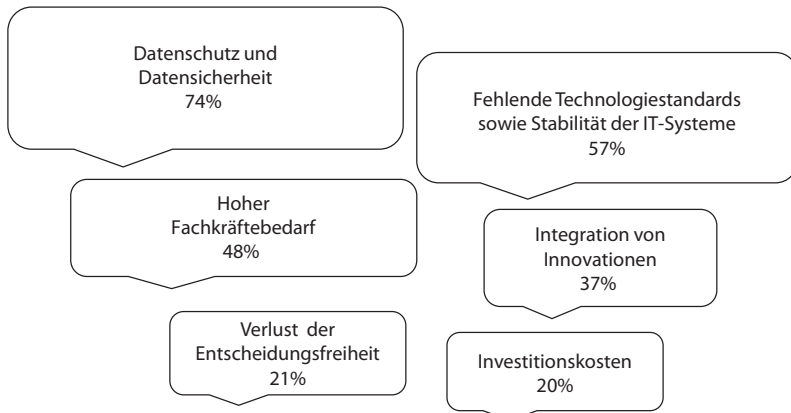 Datenschutz und
Datensicherheit
74%
Fehlende Technologiestandards
sowie Stabilität der IT-Systeme
57%
Hoher
Fachkräftebedarf
48%
Integration von
Innovationen
37%
Verlust der
Entscheidungsfreiheit
21%
Investitionskosten
20%